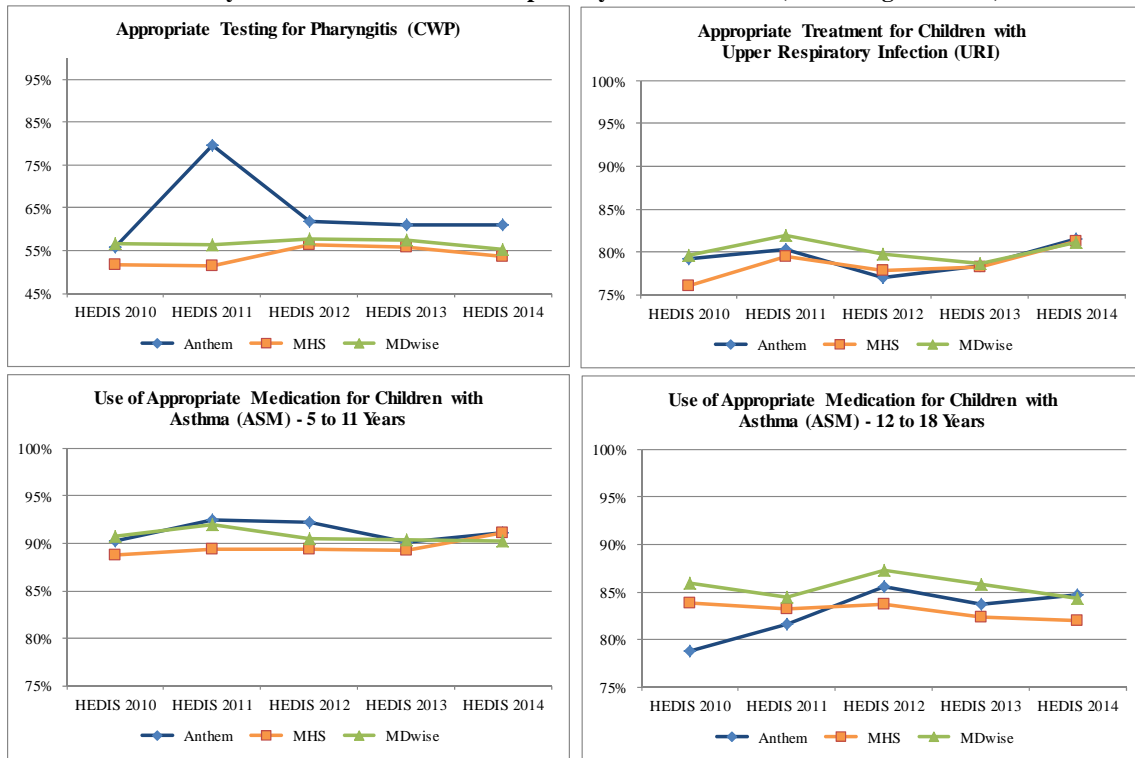 Appropriate Testing for Pharyngitis (CWP)
95%
85%
75%
65%
55%
45%
HEDIS 2010 HEDIS 2011 HEDIS 2012 HEDIS 2013 HEDIS 2014
Anthem MHS MDwise
Appropriate Treatment for Children with
Upper Respiratory Infection (URI)
100%
95%
90%
85%
80%
75%
HEDIS 2010 HEDIS 2011 HEDIS 2012 HEDIS 2013 HEDIS 2014
Anthem MHS MDwise
Use of Appropriate Medication for Children with
Asthma (ASM) - 5 to 11 Years
100%
95%
90%
85%
80%
75%
HEDIS 2010 HEDIS 2011 HEDIS 2012 HEDIS 2013 HEDIS 2014
Anthem MHS MDwise
Use of Appropriate Medication for Children with
Asthma (ASM) - 12 to 18 Years
100%
95%
90%
85%
80%
75%
HEDIS 2010 HEDIS 2011 HEDIS 2012 HEDIS 2013 HEDIS 2014
Anthem MHS MDwise